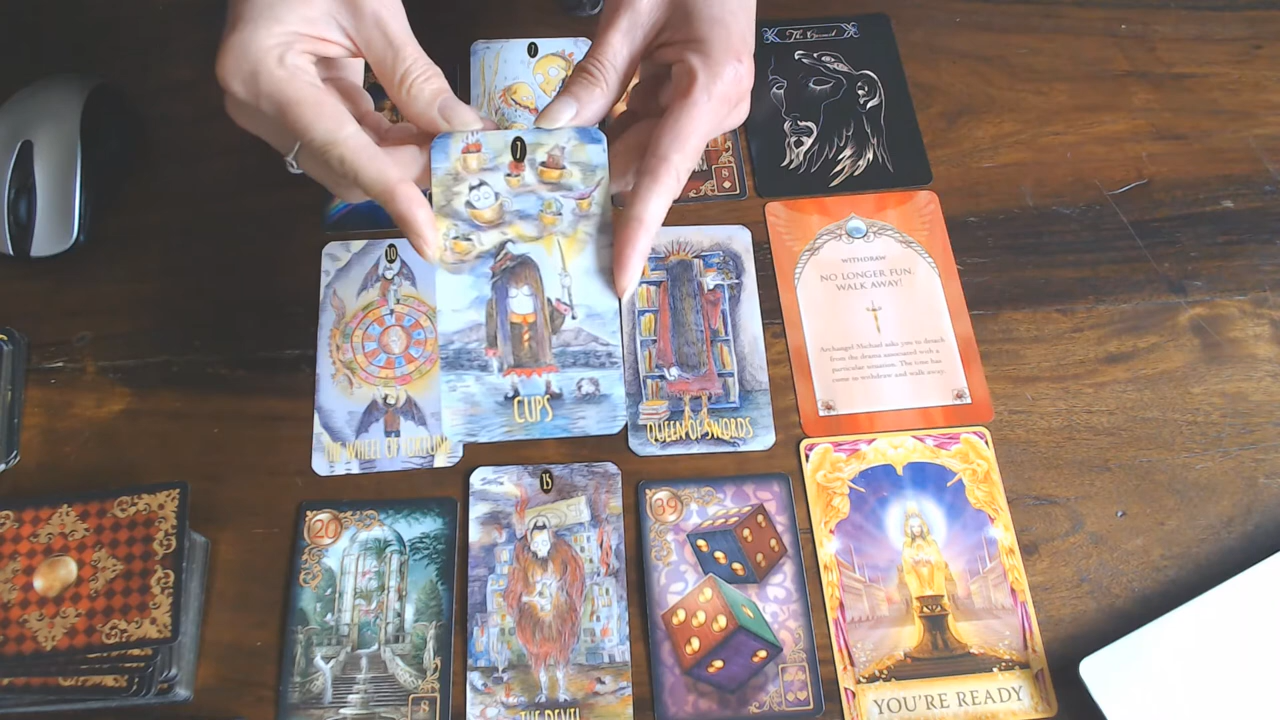 7
The Hermit
7
8
10
THE WHEEL OF FORTUNE
CUPS
QUEEN OF SWORDS
WITHDRAW
NO LONGER FUN.
WALK AWAY!
Archangel Michael asks you to detach
from the drama associated with a
particular situation. The time has
come to withdraw and walk away.
20
8
15
THE DEVIL
39
YOU'RE READY